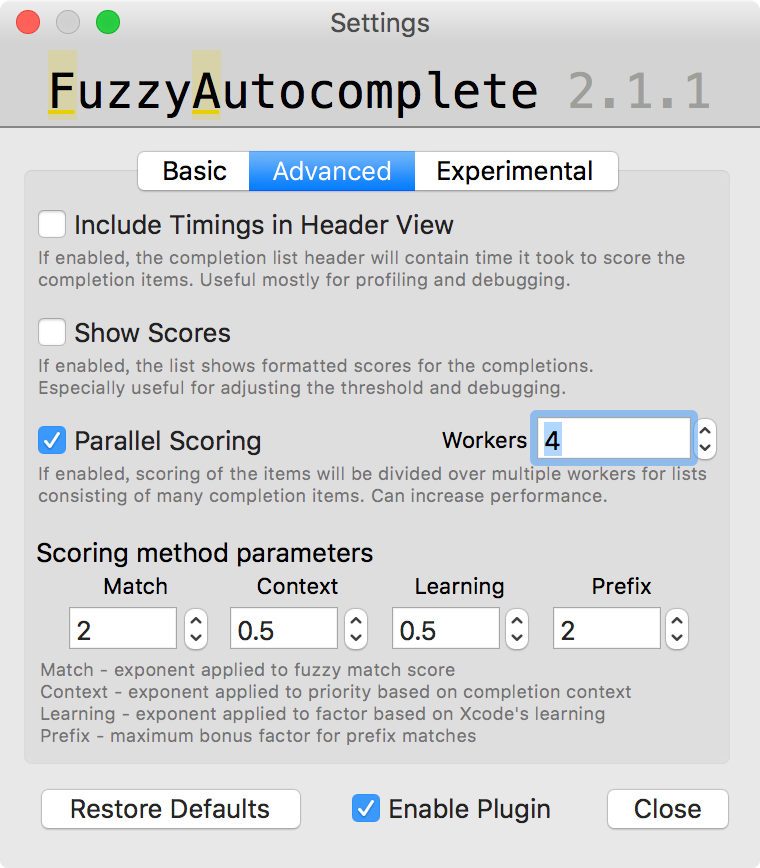 Settings
FuzzyAutocomplete 2.1.1
Basic Advanced Experimental
Include Timings in Header View
If enabled, the completion list header will contain time it took to score the
completion items. Useful mostly for profiling and debugging.
Show Scores
If enabled, the list shows formatted scores for the completions.
Especially useful for adjusting the threshold and debugging.
Parallel Scoring Workers 4
If enabled, scoring of the items will be divided over multiple workers for lists
consisting of many completion items. Can increase performance.
Scoring method parameters
Match Context Learning Prefix
2 0.5 0.5 2
Match - exponent applied to fuzzy match score
Context - exponent applied to priority based on completion context
Learning - exponent applied to factor based on Xcode's learning
Prefix - maximum bonus factor for prefix matches
Restore Defaults Enable Plugin Close